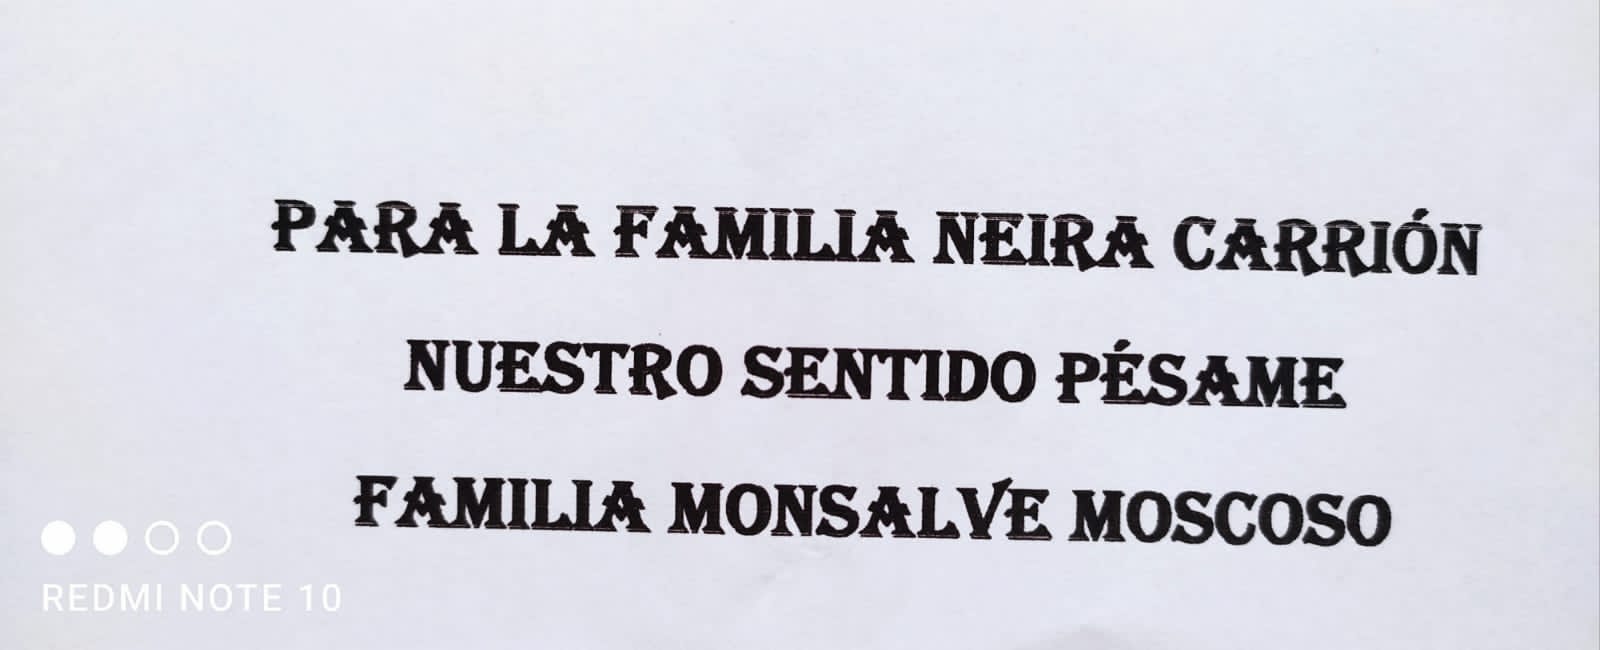 PARA LA FAMILIA NEIRA CARRIÓN
NUESTRO SENTIDO PÉSAME
FAMILIA MONSALVE MOSCOSO
REDMI NOTE 10